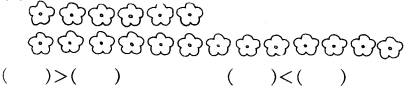 (  )>(  )  (  )<(  )